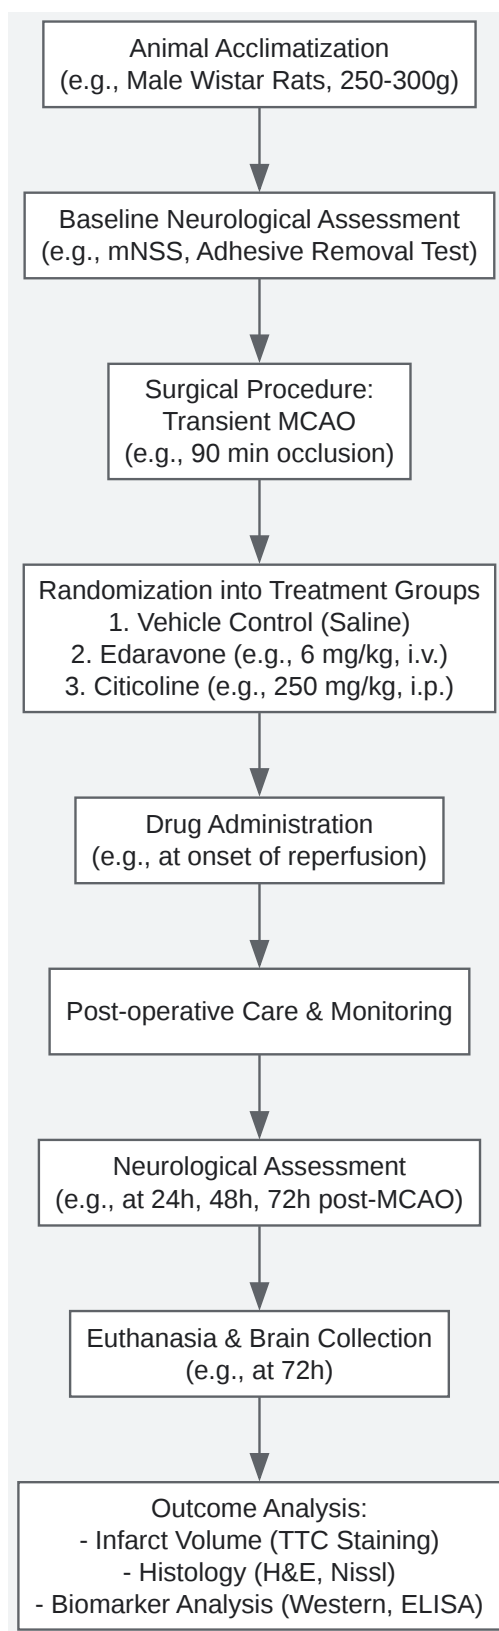 Animal Acclimatization
(e.g., Male Wistar Rats, 250-300g)
Baseline Neurological Assessment
(e.g., mNSS, Adhesive Removal Test)
Surgical Procedure:
Transient MCAO
(e.g., 90 min occlusion)
Randomization into Treatment Groups
1. Vehicle Control (Saline)
2. Edaravone (e.g., 6 mg/kg, i.v.)
3. Citicoline (e.g., 250 mg/kg, i.p.)
Drug Administration
(e.g., at onset of reperfusion)
Post-operative Care & Monitoring
Neurological Assessment
(e.g., at 24h, 48h, 72h post-MCAO)
Euthanasia & Brain Collection
(e.g., at 72h)
Outcome Analysis:
- Infarct Volume (TTC Staining)
- Histology (H&E, Nissl)
- Biomarker Analysis (Western, ELISA)